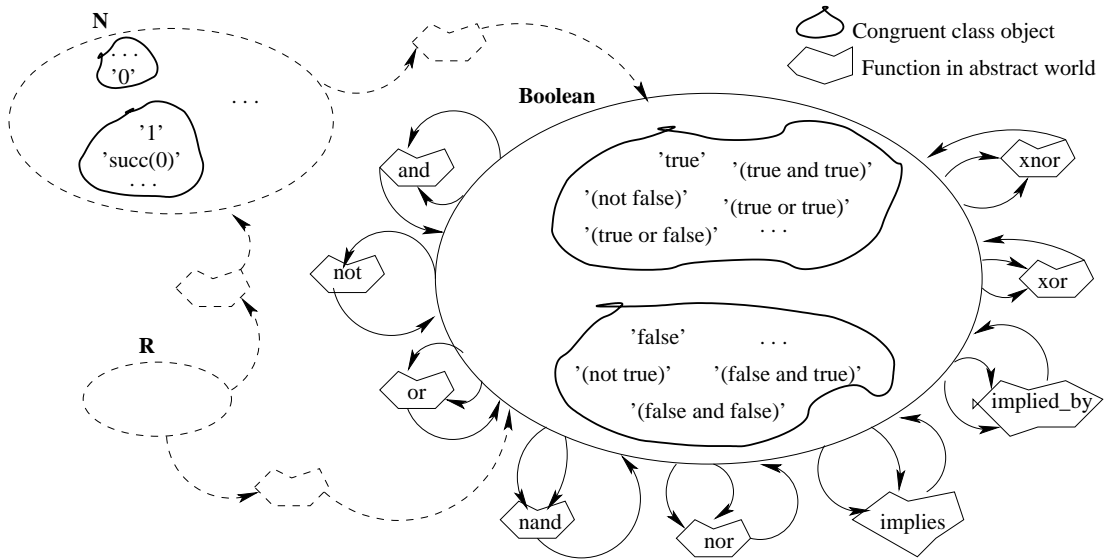 N
. . .
’0’
. . .
’1’
’succ(0)’
. . .
Congruent class object
Function in abstract world
Boolean
’true’
’(true and true)’
’(not false)’
’(true or true)’
’(true or false)’
. . .
’false’
. . .
’(not true)’
’(false and true)’
’(false and false)’
and
not
or
nand
nor
implies
implied_by
xor
xnor
R